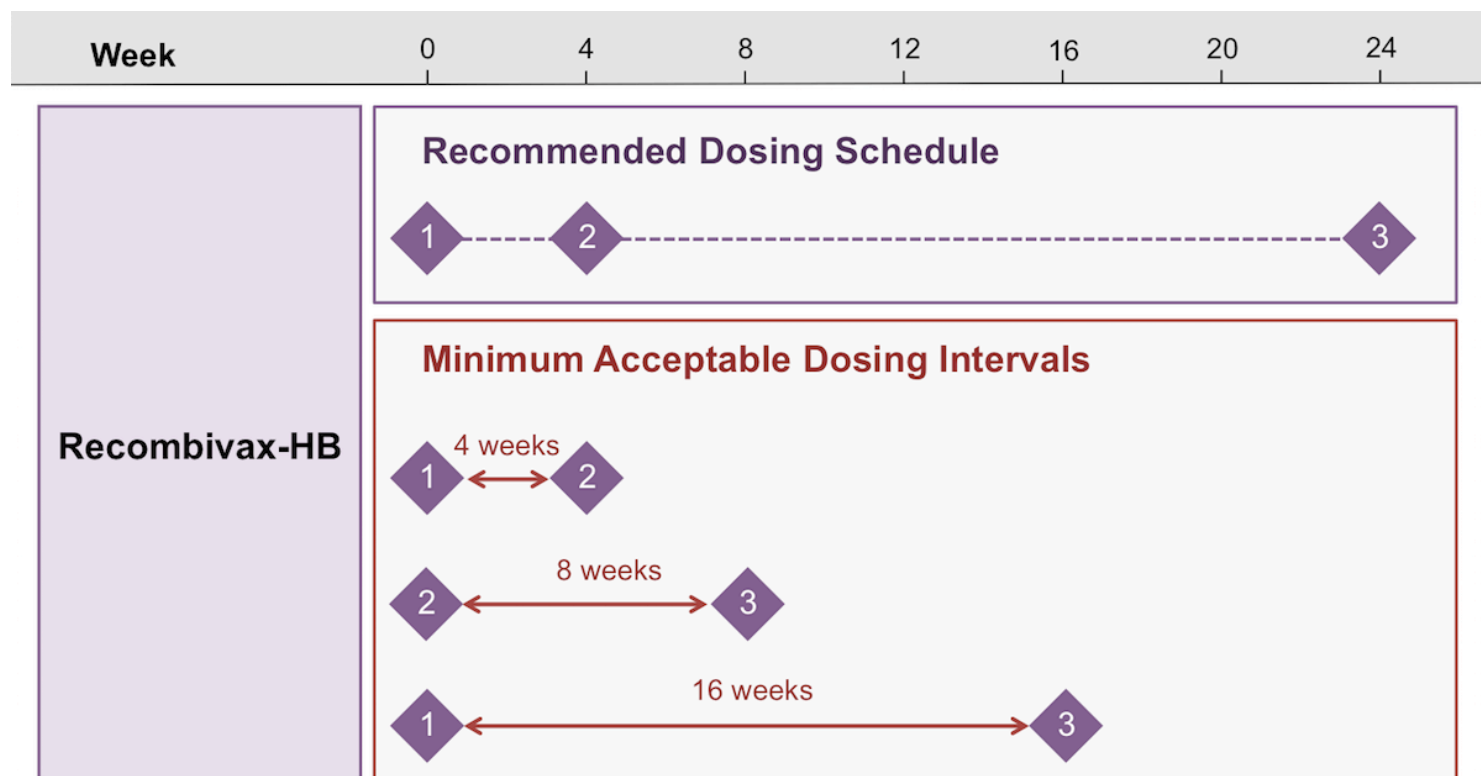 Week 0 4 8 12 16 20 24
Recommended Dosing Schedule
1 2 3
Minimum Acceptable Dosing Intervals
Recombivax-HB
4 weeks
1 2
8 weeks
2 3
16 weeks
1 3